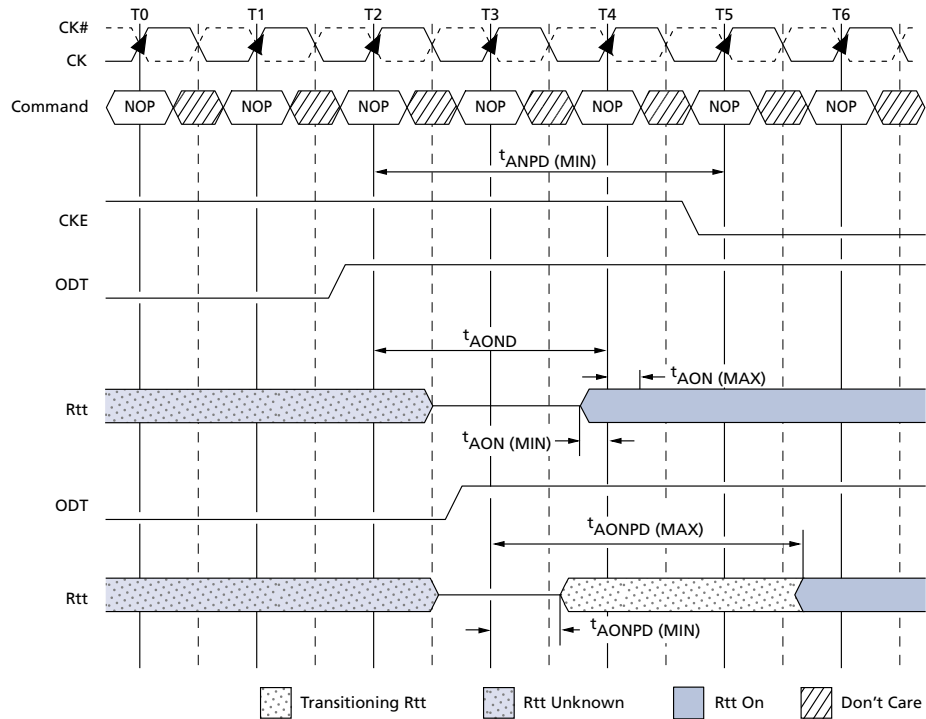 T0 T1 T2 T3 T4 T5 T6
CK#
CK
Command NOP NOP NOP NOP NOP NOP NOP
tANPD (MIN)
CKE
ODT
tAOND
tAON (MAX)
Rtt
tAON (MIN)
ODT
tAONPD (MAX)
Rtt
tAONPD (MIN)
Transitioning Rtt Rtt Unknown Rtt On Don't Care